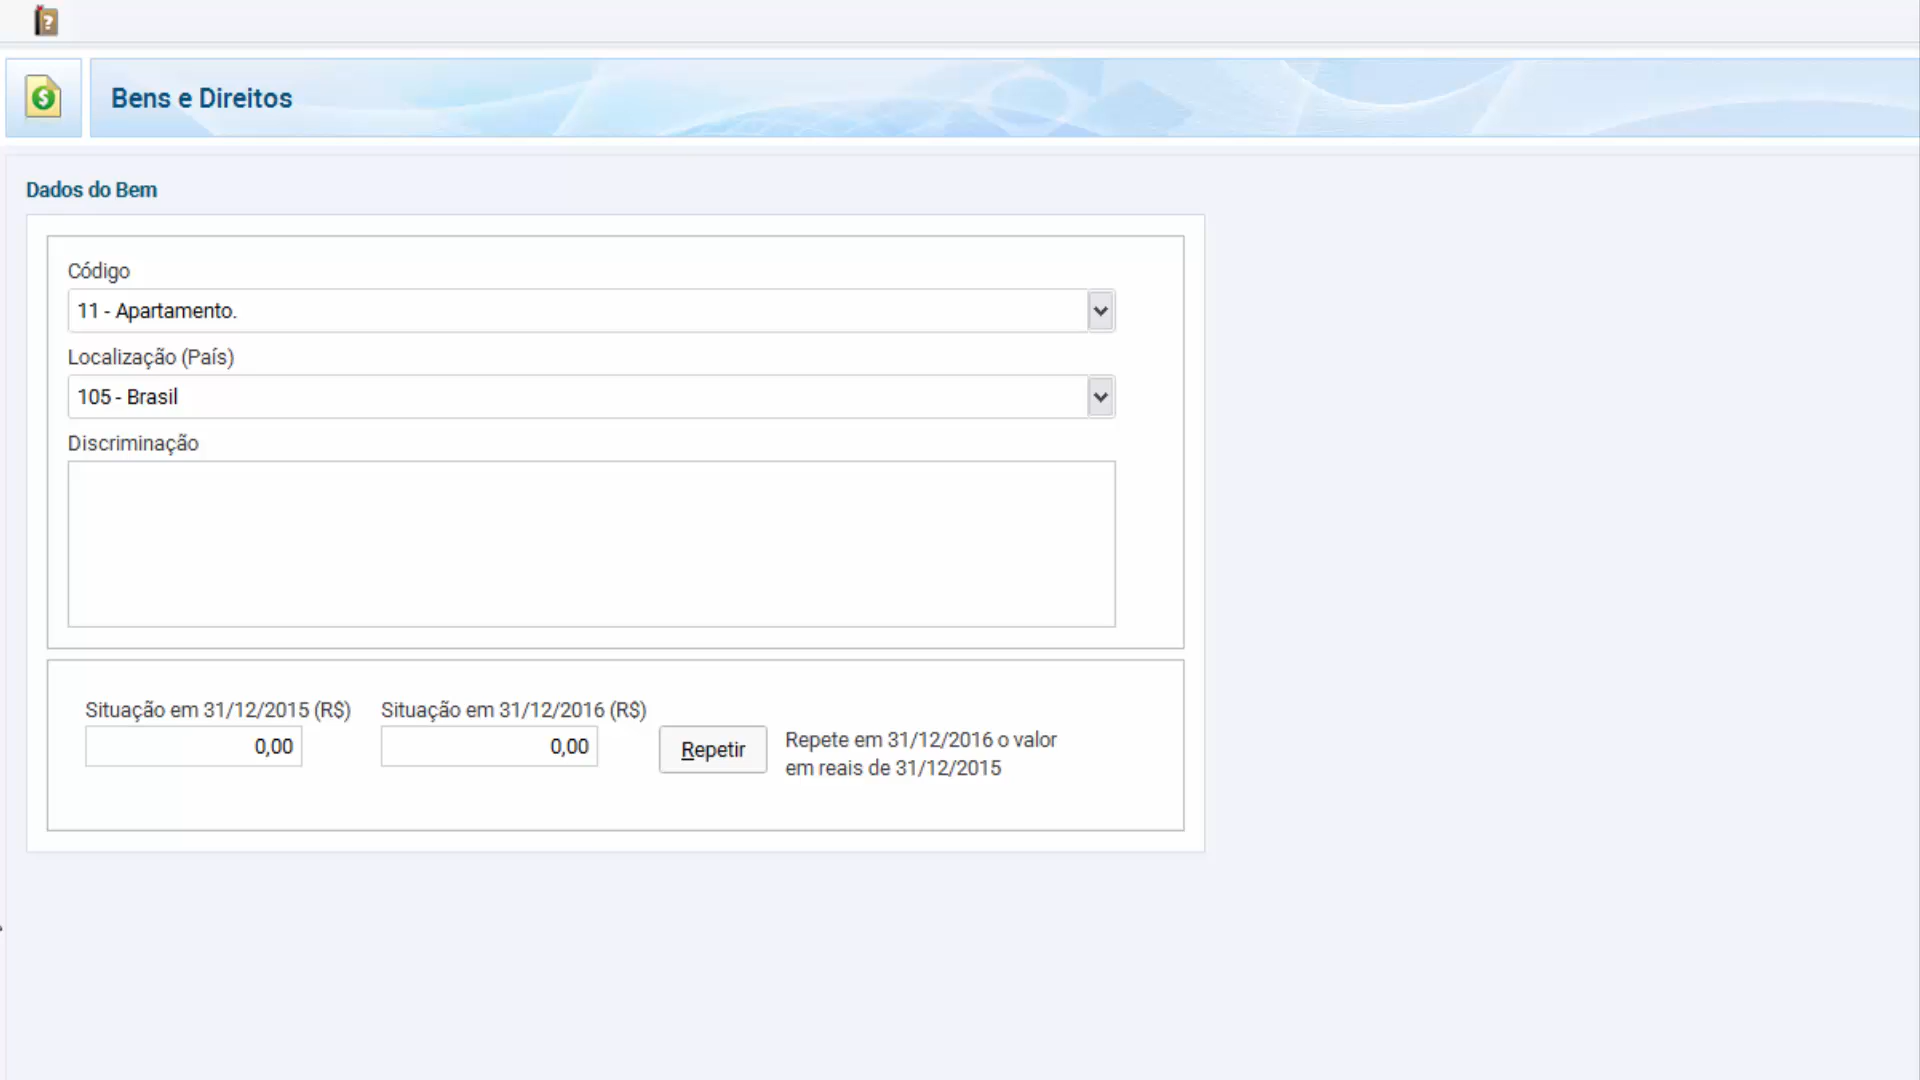 Bens e Direitos
Dados do Bem
Código
11 - Apartamento.
Localização (País)
105 - Brasil
Discriminação
Situação em 31/12/2015 (R$) Situação em 31/12/2016 (R$)
0,00 0,00
Repetir
Repete em 31/12/2016 o valor
em reais de 31/12/2015